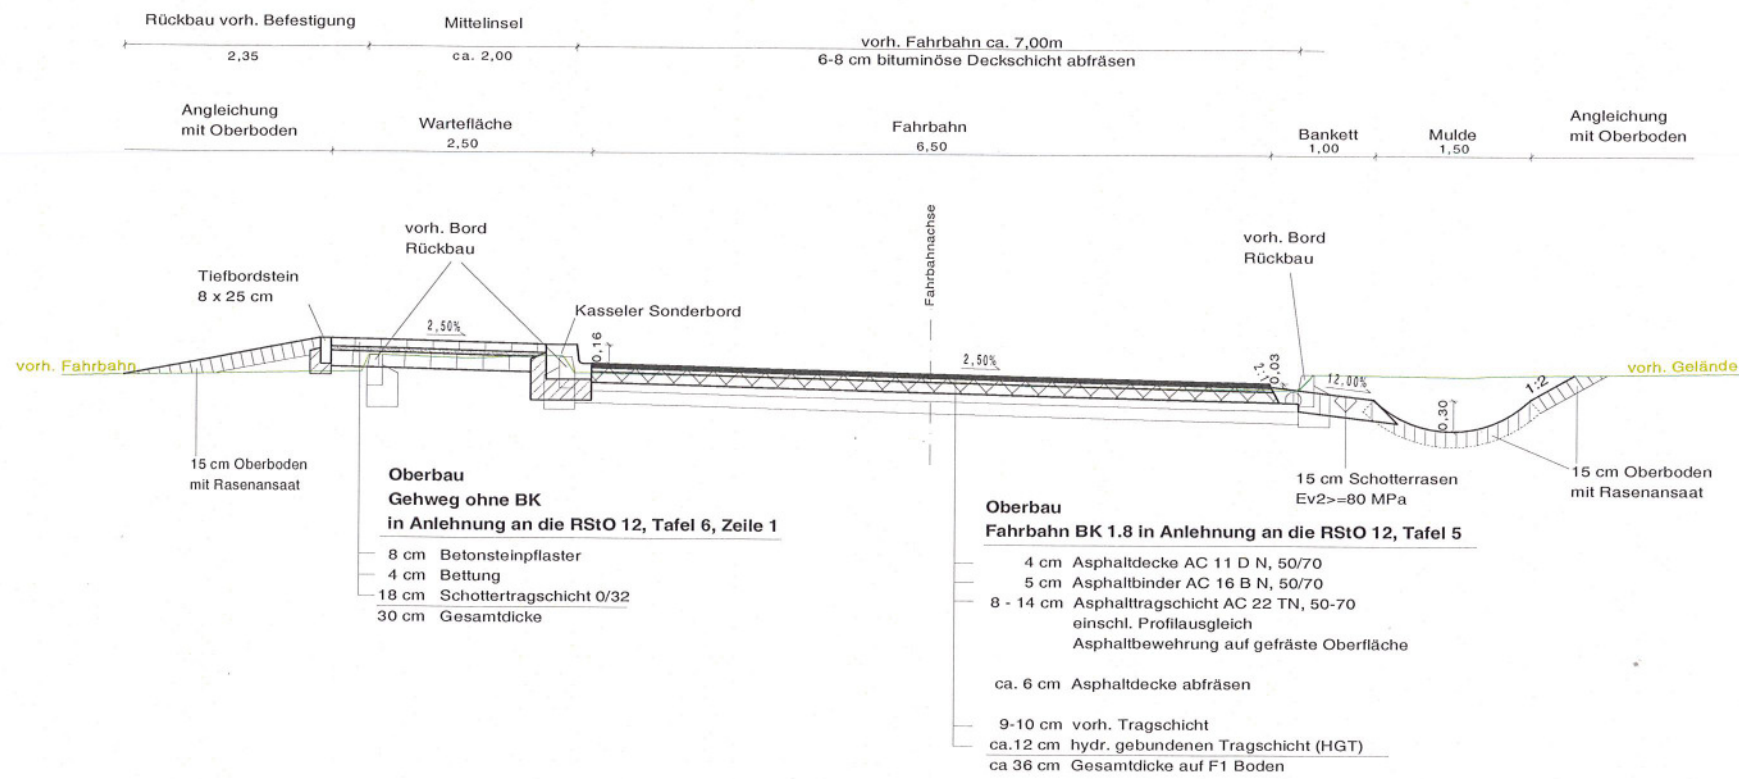 Rückbau vorh. Befestigung
Mittelinsel
2,35
ca. 2,00
vorh. Fahrbahn ca. 7,00m
6-8 cm bituminöse Deckschicht abfräsen
Angleichung
mit Oberboden
Wartefläche
2,50
Fahrbahn
6,50
Bankett
1,00
Mulde
1,50
Angleichung
mit Oberboden
vorh. Bord
Rückbau
Fahrbahnachse
vorh. Bord
Rückbau
Tiefbordstein
8 x 25 cm
Kasseler Sonderbord
2,50%
0,16
2,50%
2:1
0,03
12,00%
0,30
1:2
vorh. Fahrbahn
vorh. Gelände
15 cm Oberboden
mit Rasenansaat
15 cm Schotterrasen
Ev2>=80 MPa
15 cm Oberboden
mit Rasenansaat
Oberbau
Gehweg ohne BK
in Anlehnung an die RStO 12, Tafel 6, Zeile 1
8 cm Betonsteinpflaster
4 cm Bettung
18 cm Schottertragschicht 0/32
30 cm Gesamtdicke
Oberbau
Fahrbahn BK 1.8 in Anlehnung an die RStO 12, Tafel 5
4 cm Asphaltdecke AC 11 D N, 50/70
5 cm Asphaltbinder AC 16 B N, 50/70
8 - 14 cm Asphalttragschicht AC 22 TN, 50-70
einschl. Profilausgleich
Asphaltbewehrung auf gefräste Oberfläche
ca. 6 cm Asphaltdecke abfräsen
9-10 cm vorh. Tragschicht
ca.12 cm hydr. gebundenen Tragschicht (HGT)
ca 36 cm Gesamtdicke auf F1 Boden